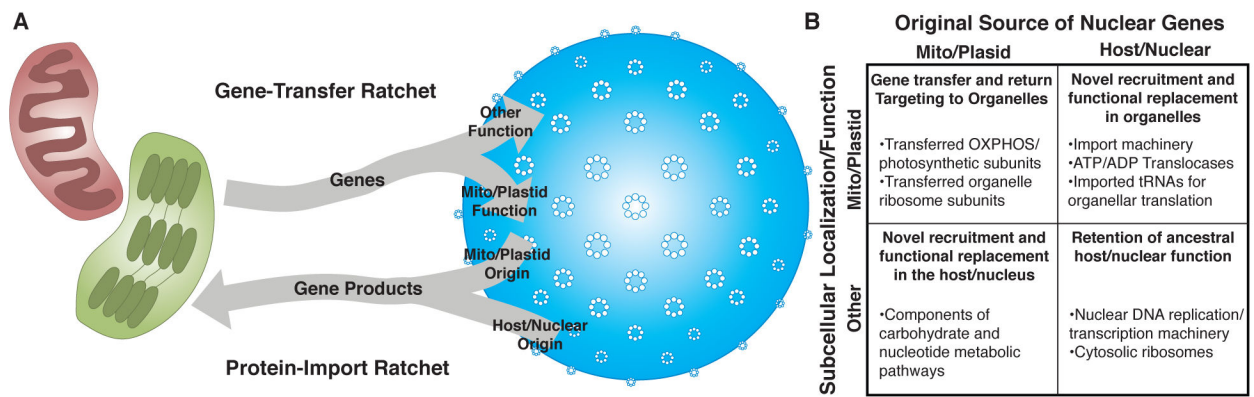 A
Gene-Transfer Ratchet
Genes
Other
Function
Mito/Plastid
Function
Mito/Plastid
Origin
Gene Products
Host/Nuclear
Origin
Protein-Import Ratchet
B
Original Source of Nuclear Genes
Mito/Plasid
Host/Nuclear
Subcellular Localization/Function
Mito/Plastid
Other
Gene transfer and return
Targeting to Organelles
•Transferred OXPHOS/
photosynthetic subunits
•Transferred organelle
ribosome subunits
Novel recruitment and
functional replacement
in organelles
•Import machinery
•ATP/ADP Translocases
•Imported tRNAs for
organellar translation
Novel recruitment and
functional replacement
in the host/nucleus
•Components of
carbohydrate and
nucleotide metabolic
pathways
Retention of ancestral
host/nuclear function
•Nuclear DNA replication/
transcription machinery
•Cytosolic ribosomes